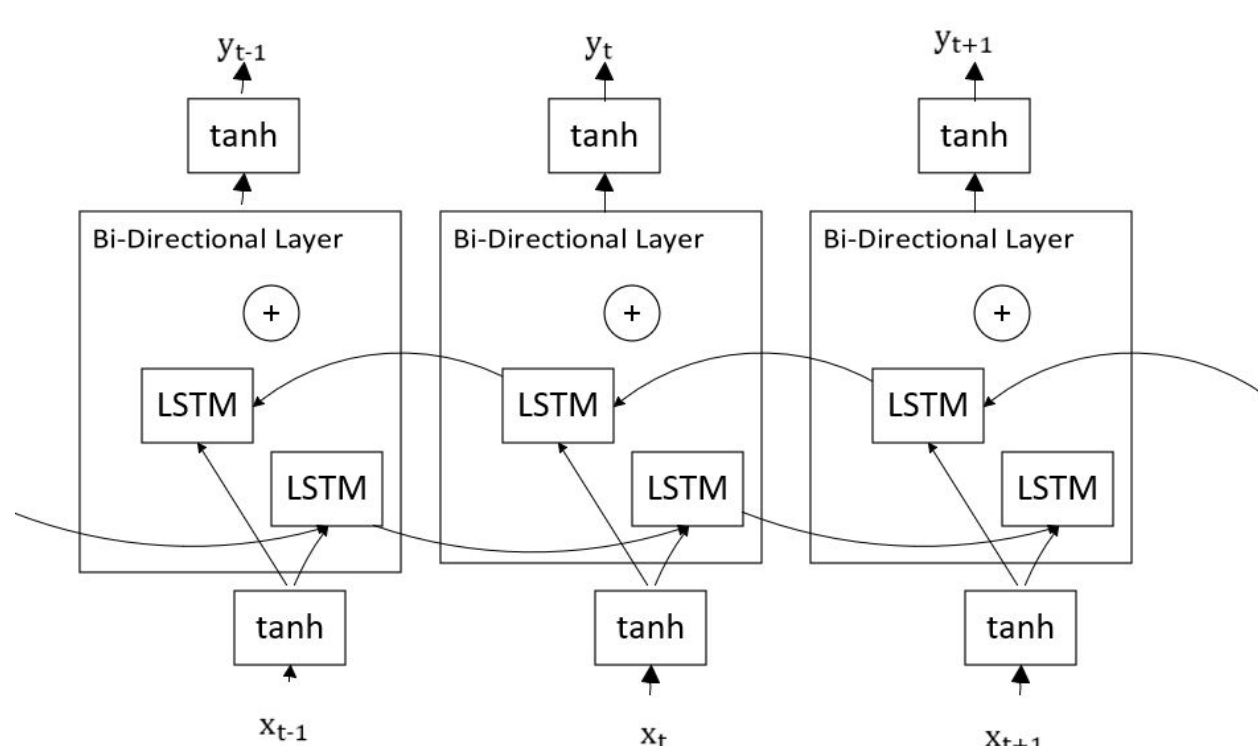 y_{t-1} y_t y_{t+1}
tanh tanh tanh
Bi-Directional Layer Bi-Directional Layer Bi-Directional Layer
+ + +
LSTM LSTM LSTM
LSTM LSTM LSTM
tanh tanh tanh
x_{t-1} x_t x_{t+1}